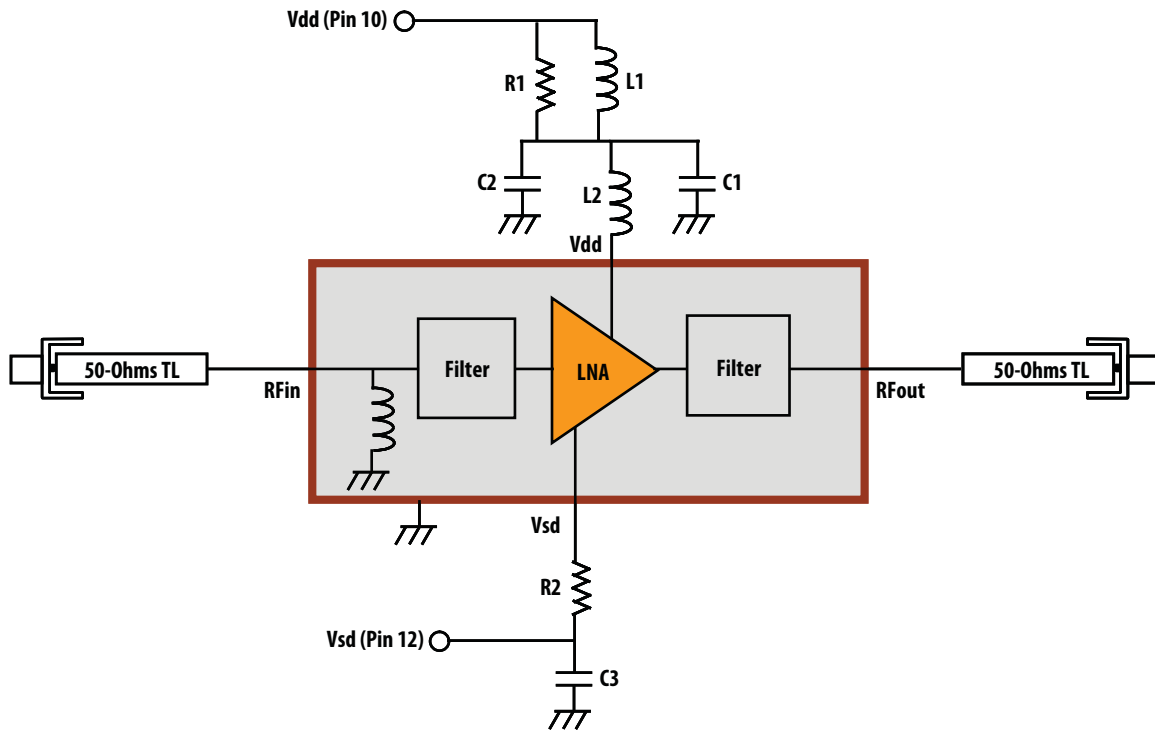 Vdd (Pin 10)
R1
L1
C2
L2
C1
Vdd
50-Ohms TL
RFin
Filter
LNA
Filter
RFout
50-Ohms TL
Vsd
R2
Vsd (Pin 12)
C3